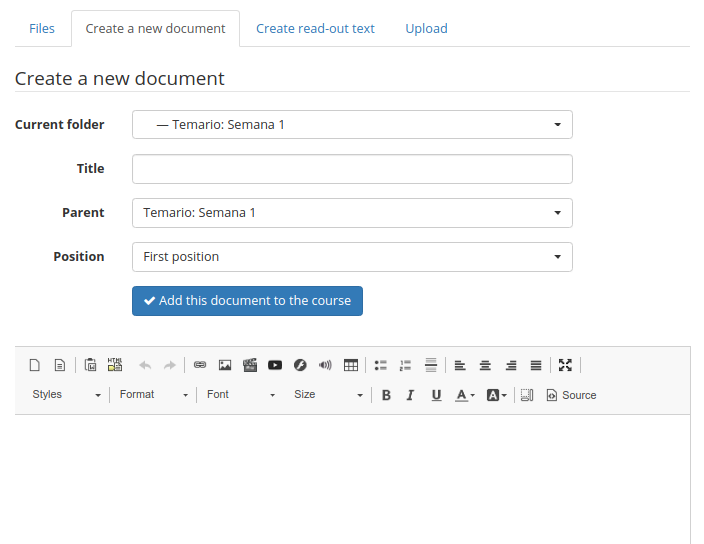 Files Create a new document Create read-out text Upload
Create a new document
Current folder — Temario: Semana 1
Title
Parent Temario: Semana 1
Position First position
Add this document to the course
HTML
Styles Format Font Size B I U A A Source